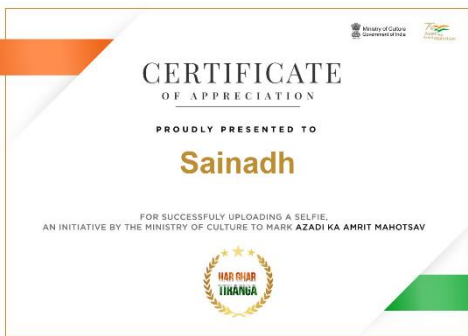 Ministry of Culture
Government of India
CERTIFICATE
OF APPRECIATION
PROUDLY PRESENTED TO
Sainadh
FOR SUCCESSFULY UPLOADING A SELFIE,
AN INITIATIVE BY THE MINISTRY OF CULTURE TO MARK AZADI KA AMRIT MAHOTSAV
HAR GHAR
TIRANGA